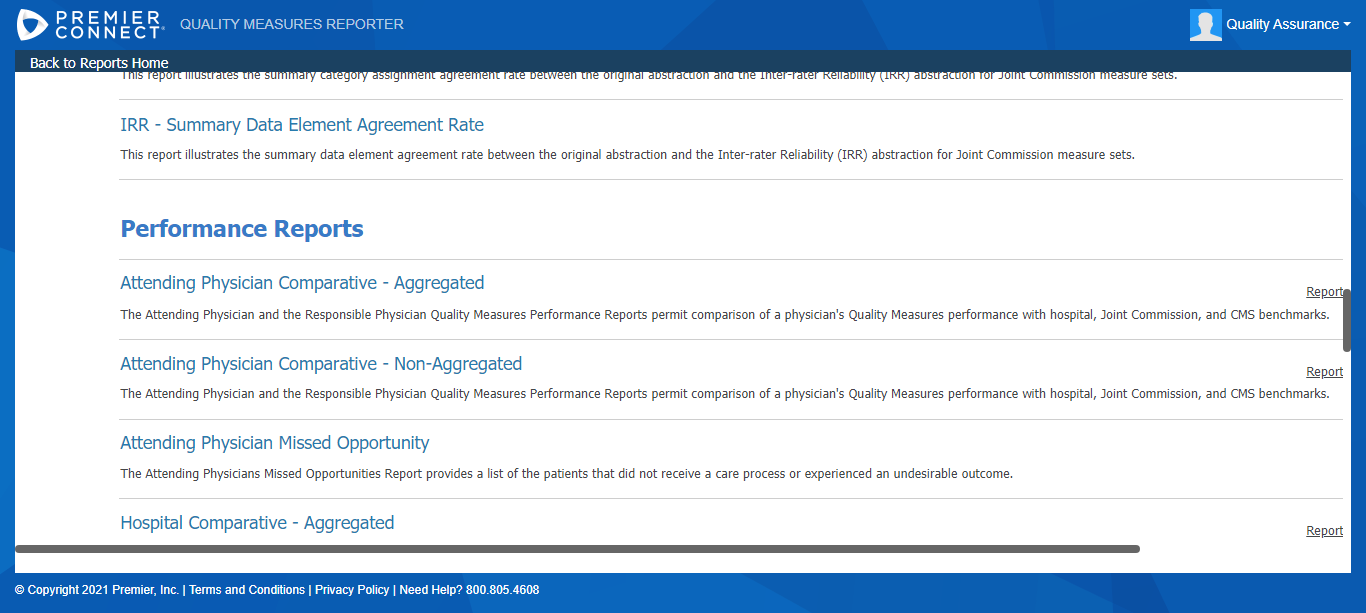 PREMIER
CONNECT
QUALITY MEASURES REPORTER
Quality Assurance
Back to Reports Home
This report illustrates the summary category assignment agreement rate between the original abstraction and the Inter-rater Reliability (IRR) abstraction for Joint Commission measure sets.
IRR - Summary Data Element Agreement Rate
This report illustrates the summary data element agreement rate between the original abstraction and the Inter-rater Reliability (IRR) abstraction for Joint Commission measure sets.
Performance Reports
Attending Physician Comparative - Aggregated
Report
The Attending Physician and the Responsible Physician Quality Measures Performance Reports permit comparison of a physician's Quality Measures performance with hospital, Joint Commission, and CMS benchmarks.
Attending Physician Comparative - Non-Aggregated
Report
The Attending Physician and the Responsible Physician Quality Measures Performance Reports permit comparison of a physician's Quality Measures performance with hospital, Joint Commission, and CMS benchmarks.
Attending Physician Missed Opportunity
The Attending Physicians Missed Opportunities Report provides a list of the patients that did not receive a care process or experienced an undesirable outcome.
Hospital Comparative - Aggregated
Report
© Copyright 2021 Premier, Inc. | Terms and Conditions | Privacy Policy | Need Help? 800.805.4608